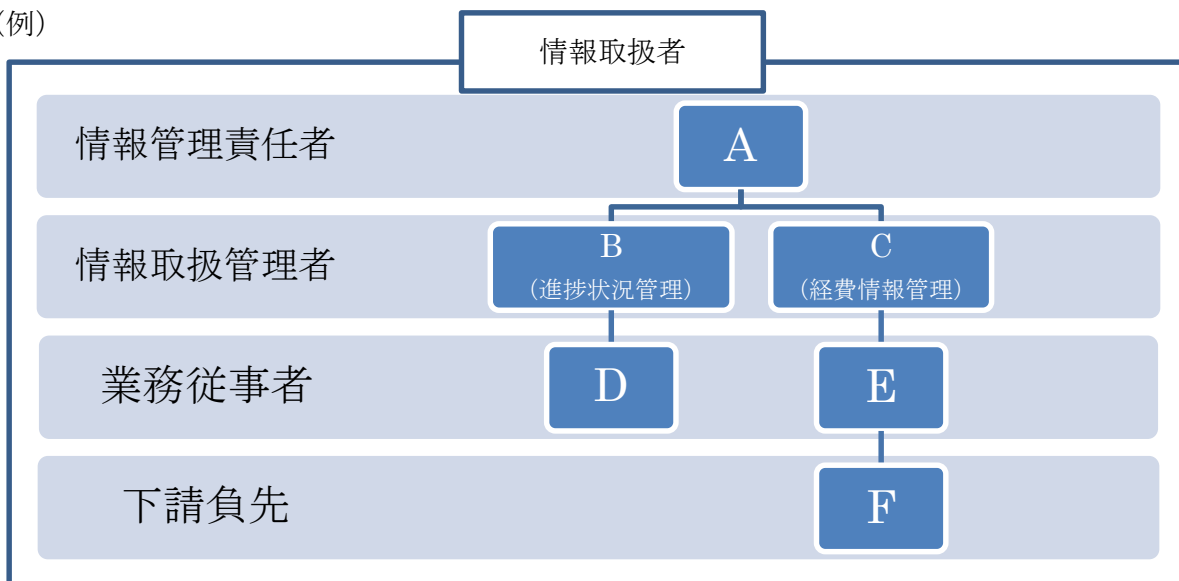 (例)
情報取扱者
情報管理責任者
A
情報取扱管理者
B
(進捗状況管理)
C
(経費情報管理)
業務従事者
D
E
下請負先
F